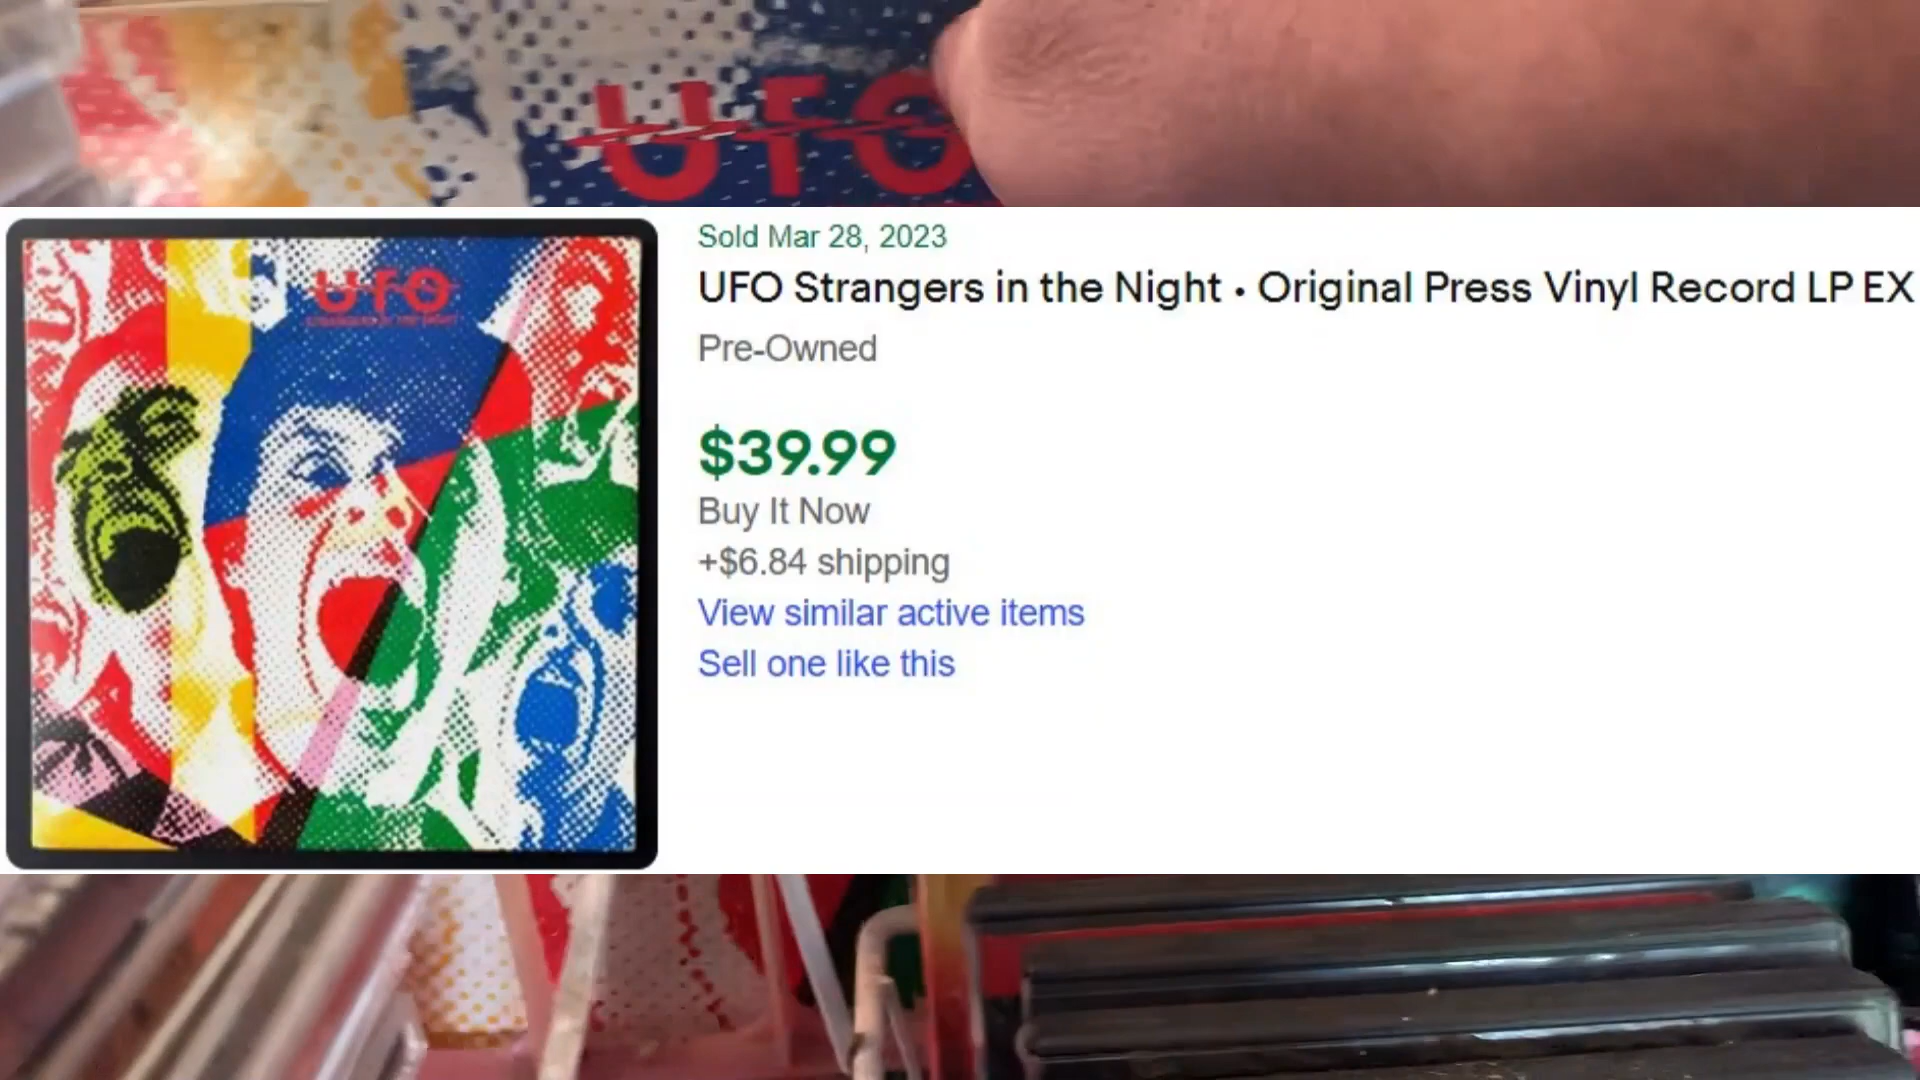 UFO
UFO
Sold Mar 28, 2023
UFO Strangers in the Night • Original Press Vinyl Record LP EX
Pre-Owned
$39.99
Buy It Now
+$6.84 shipping
View similar active items
Sell one like this